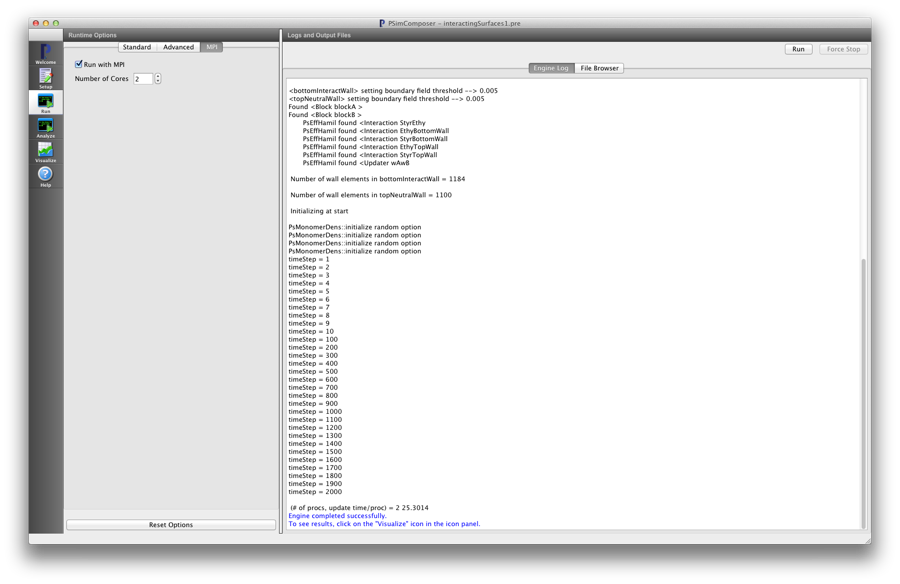 PSimComposer - interactingSurfaces1.pre
Runtime Options
Logs and Output Files
Standard Advanced MPI
Run Force Stop
Welcome
Setup
Run
Analyze
Visualize
Help
Run with MPI
Number of Cores 2
Reset Options
Engine Log File Browser
<bottomInteractWall> setting boundary field threshold --> 0.005
<topNeutralWall> setting boundary field threshold --> 0.005
Found <Block blockA >
Found <Block blockB >
PsEffHamil found <Interaction StyrEthy
PsEffHamil found <Interaction EthyBottomWall
PsEffHamil found <Interaction StyrBottomWall
PsEffHamil found <Interaction EthyTopWall
PsEffHamil found <Interaction StyrTopWall
PsEffHamil found <Updater wAwB
Number of wall elements in bottomInteractWall = 1184
Number of wall elements in topNeutralWall = 1100
Initializing at start
PsMonomerDens::initialize random option
PsMonomerDens::initialize random option
PsMonomerDens::initialize random option
PsMonomerDens::initialize random option
timeStep = 1
timeStep = 2
timeStep = 3
timeStep = 4
timeStep = 5
timeStep = 6
timeStep = 7
timeStep = 8
timeStep = 9
timeStep = 10
timeStep = 100
timeStep = 200
timeStep = 300
timeStep = 400
timeStep = 500
timeStep = 600
timeStep = 700
timeStep = 800
timeStep = 900
timeStep = 1000
timeStep = 1100
timeStep = 1200
timeStep = 1300
timeStep = 1400
timeStep = 1500
timeStep = 1600
timeStep = 1700
timeStep = 1800
timeStep = 1900
timeStep = 2000
(# of procs, update time/proc) = 2 25.3014
Engine completed successfully.
To see results, click on the "Visualize" icon in the icon panel.